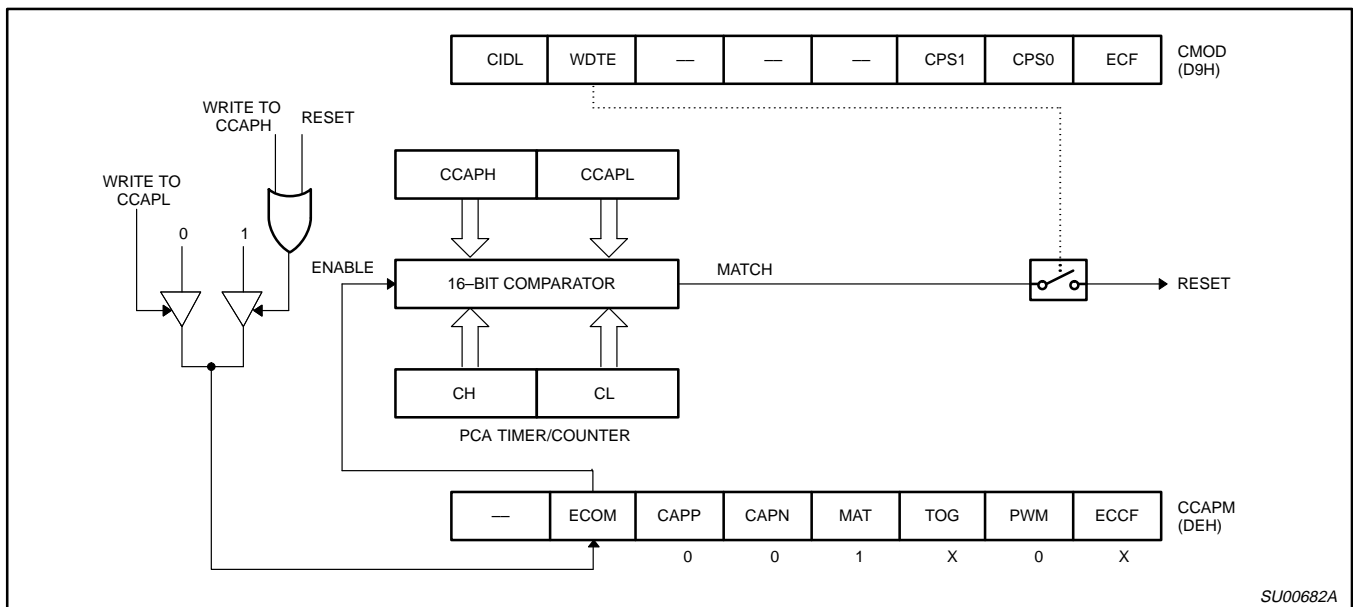 CIDL WDTE — — — CPS1 CPS0 ECF
CMOD
(D9H)
WRITE TO
CCAPH
RESET
WRITE TO
CCAPL
0 1
CCAPH CCAPL
ENABLE
16–BIT COMPARATOR
MATCH
RESET
CH CL
PCA TIMER/COUNTER
— ECOM CAPP CAPN MAT TOG PWM ECCF
CCAPM
(DEH)
0 0 1 X 0 X
SU00682A